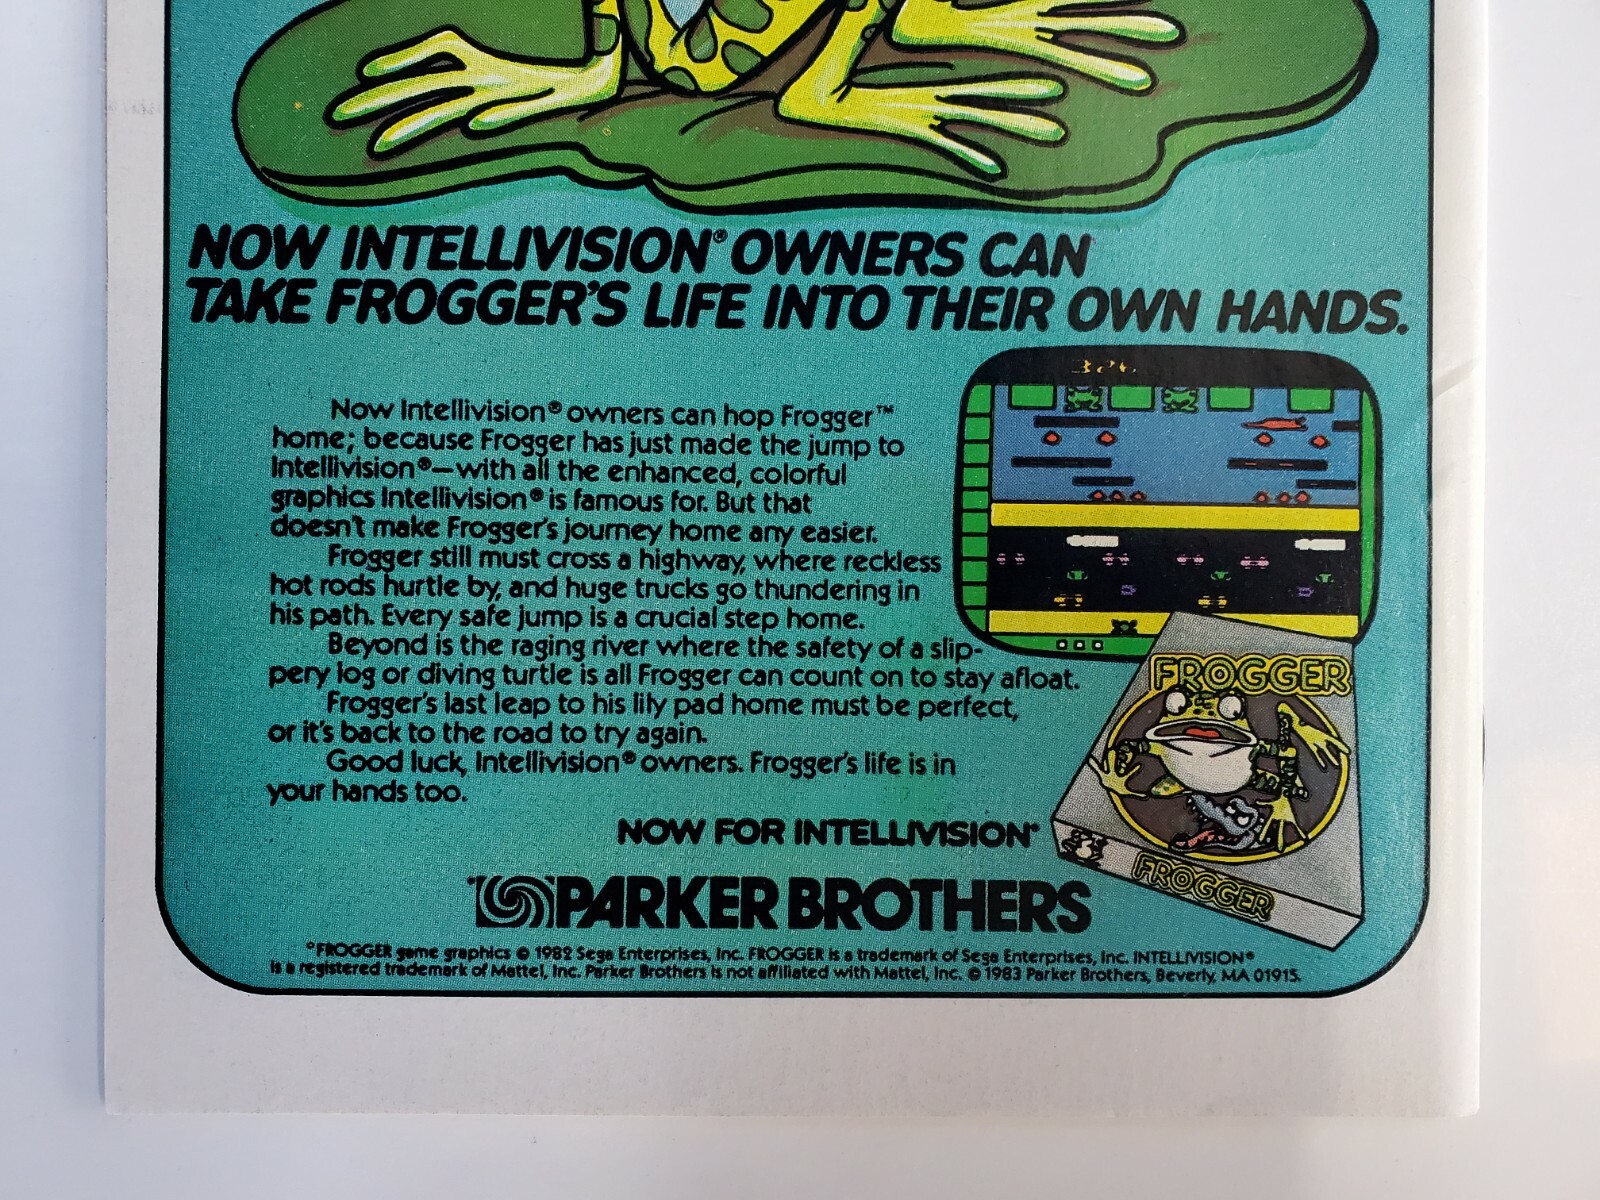 NOW INTELLIVISION® OWNERS CAN
TAKE FROGGER'S LIFE INTO THEIR OWN HANDS.
Now Intellivision® owners can hop Frogger™
home; because Frogger has just made the jump to
Intellivision®—with all the enhanced, colorful
graphics Intellivision® is famous for. But that
doesn't make Frogger's journey home any easier.
Frogger still must cross a highway, where reckless
hot rods hurtle by, and huge trucks go thundering in
his path. Every safe jump is a crucial step home.
Beyond is the raging river where the safety of a slip-
pery log or diving turtle is all Frogger can count on to stay afloat.
Frogger's last leap to his lily pad home must be perfect,
or it's back to the road to try again.
Good luck, Intellivision® owners. Frogger's life is in
your hands too.
FROGGER
FROGGER
NOW FOR INTELLIVISION®
PARKER BROTHERS
®FROGGER game graphics © 1982 Sega Enterprises, Inc. FROGGER is a trademark of Sega Enterprises, Inc. INTELLIVISION®
is a registered trademark of Mattel, Inc. Parker Brothers is not affiliated with Mattel, Inc. © 1983 Parker Brothers, Beverly, MA 01915.